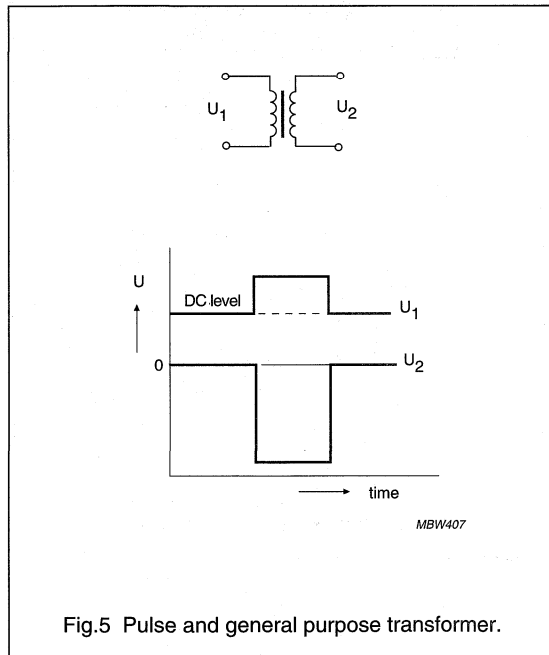 U1
U2
U
DC level
U1
0
U2
time
MBW407
Fig.5 Pulse and general purpose transformer.